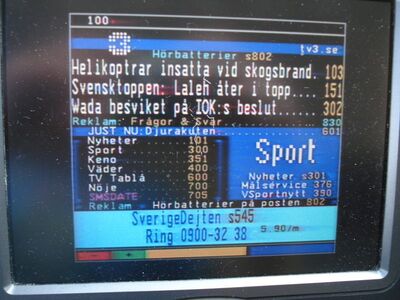 100
3
tv3.se
Hörbatterier s802
Helikoptrar insatta vid skogsbrand. 103
Svensktoppen: Laleh åter i topp.... 151
Wada besviket på IOK:s beslut... 302
Reklam: Frågor & Svar 830
JUST NU:Djurakuten 601
Nyheter 101
Sport 300
Keno 351
Väder 400
TV Tablå 600
Nöje 700
SMSDATE 705
Sport
Nyheter s301
Målservice 376
VSportnytt 390
Reklam Hörbatterier på posten 802
SverigeDejten s545
Ring 0900-32 38 5.90/m
- +